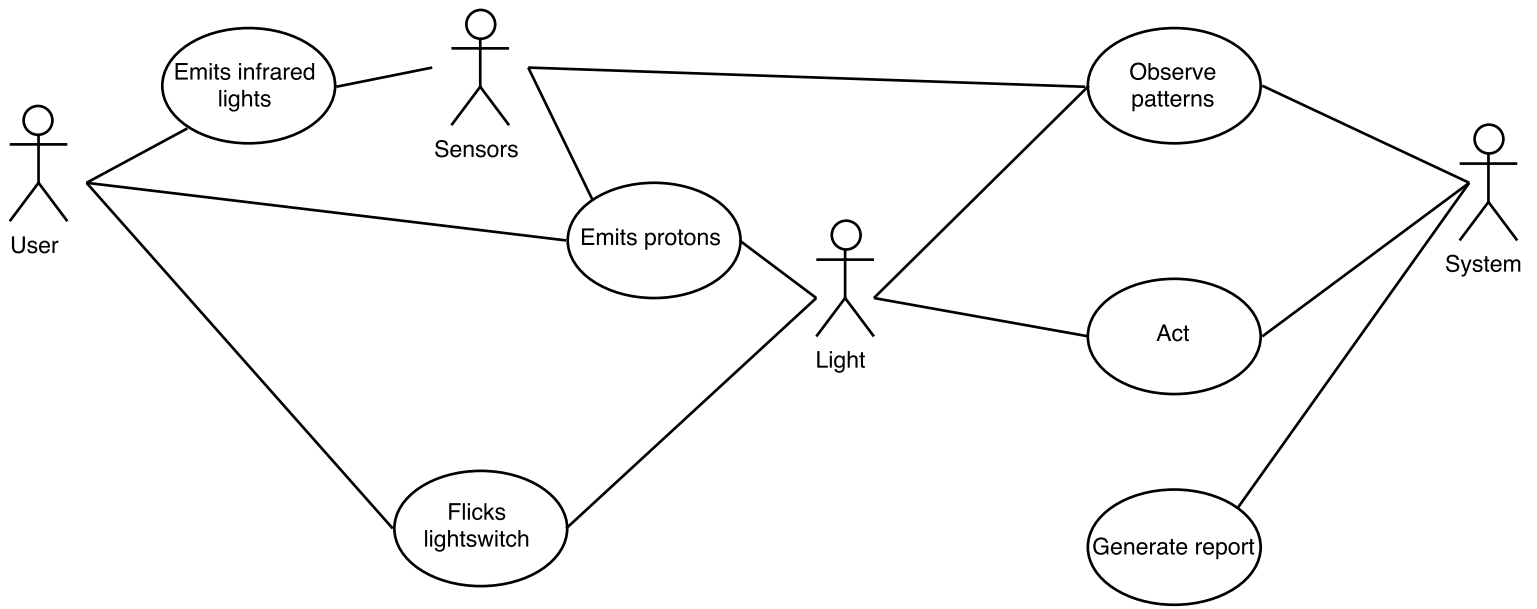 Emits infrared
lights
Sensors
Observe
patterns
User
Emits protons
System
Light
Act
Flicks
lightswitch
Generate report